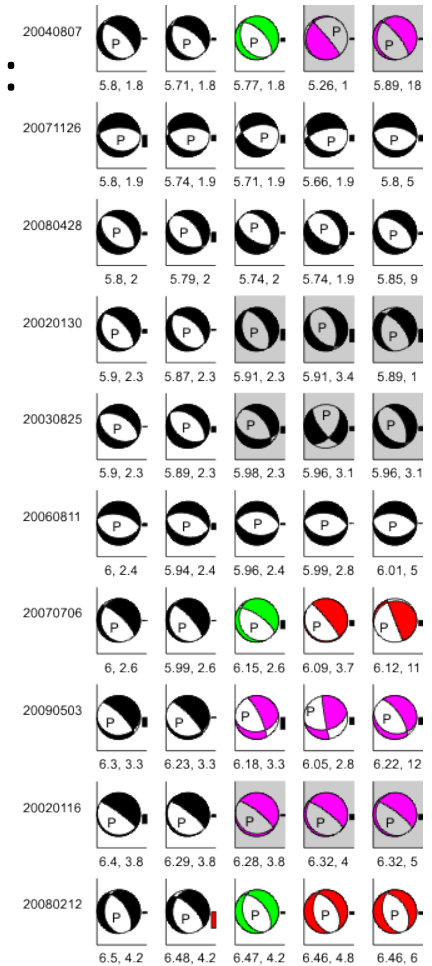 20040807 P P P P P
5.8, 1.8 5.71, 1.8 5.77, 1.8 5.26, 1 5.89, 18
20071126 P P P P P
5.8, 1.9 5.74, 1.9 5.71, 1.9 5.66, 1.9 5.8, 5
20080428 P P P P P
5.8, 2 5.79, 2 5.74, 2 5.74, 1.9 5.85, 9
20020130 P P P P P
5.9, 2.3 5.87, 2.3 5.91, 2.3 5.91, 3.4 5.89, 1
20030825 P P P P P
5.9, 2.3 5.89, 2.3 5.98, 2.3 5.96, 3.1 5.96, 3.1
20060811 P P P P P
6, 2.4 5.94, 2.4 5.96, 2.4 5.99, 2.8 6.01, 5
20070706 P P P P P
6, 2.6 5.99, 2.6 6.15, 2.6 6.09, 3.7 6.12, 11
20090503 P P P P P
6.3, 3.3 6.23, 3.3 6.18, 3.3 6.05, 2.8 6.22, 12
20020116 P P P P P
6.4, 3.8 6.29, 3.8 6.28, 3.8 6.32, 4 6.32, 5
20080212 P P P P P
6.5, 4.2 6.48, 4.2 6.47, 4.2 6.46, 4.8 6.46, 6